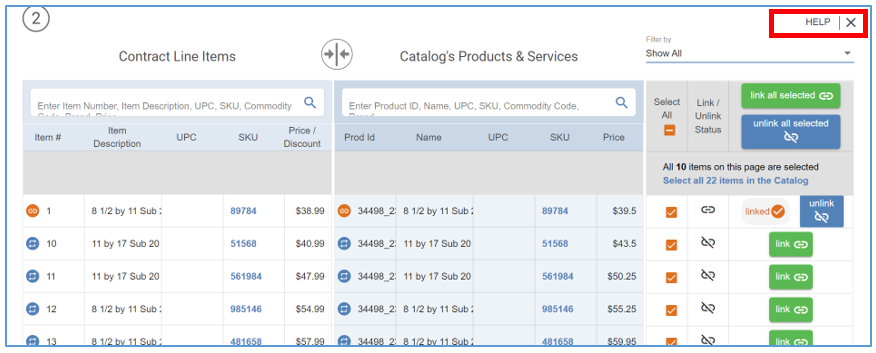 2
HELP
Contract Line Items
Catalog's Products & Services
Filter by
Show All
Enter Item Number, Item Description, UPC, SKU, Commodity
Enter Product ID, Name, UPC, SKU, Commodity Code,
Select All
Link / Unlink Status
link all selected
unlink all selected
Item # Item Description UPC SKU Price / Discount
Prod Id Name UPC SKU Price
All 10 items on this page are selected
Select all 22 items in the Catalog
1 8 1/2 by 11 Sub 89784 $38.99 34498_2 8 1/2 by 11 Sub 89784 $39.5 linked unlink
10 11 by 17 Sub 20 51568 $40.99 34498_2 11 by 17 Sub 20 51568 $43.5 link
11 11 by 17 Sub 20 561984 $47.99 34498_2 11 by 17 Sub 20 561984 $50.25 link
12 8 1/2 by 11 Sub 985146 $54.99 34498_2 8 1/2 by 11 Sub 985146 $55.25 link
13 8 1/2 by 11 Sub 481658 $57.99 34498_2 8 1/2 by 11 Sub 481658 $59.95 link